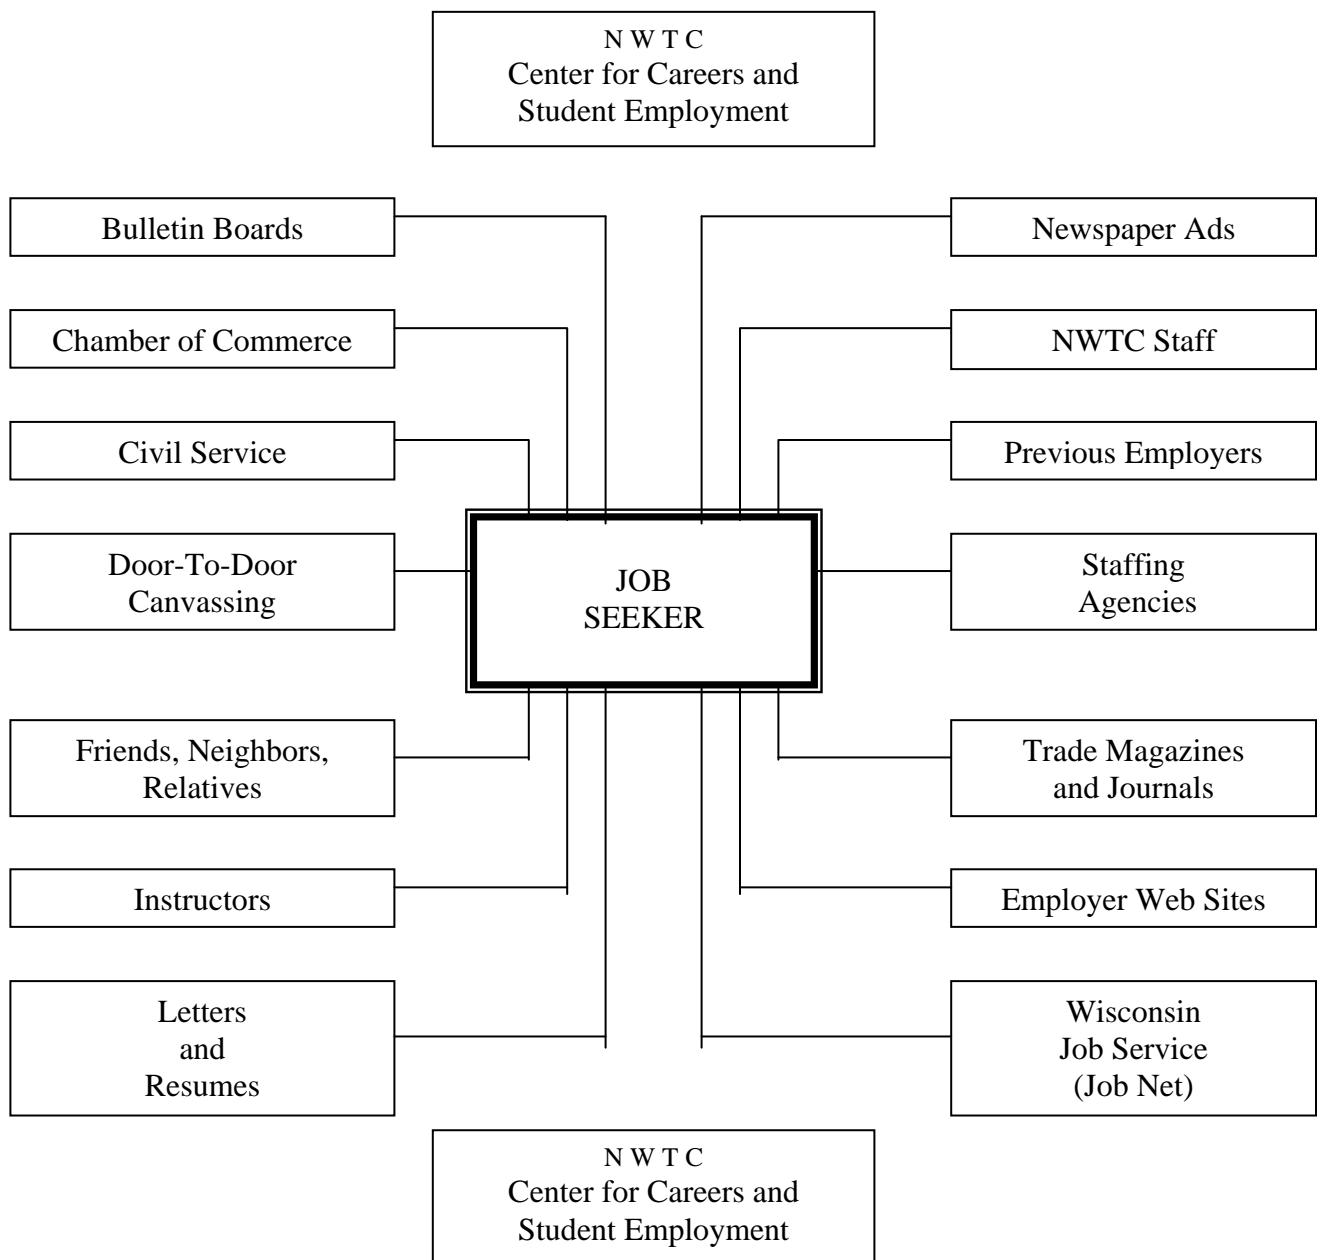 N W T C
Center for Careers and
Student Employment
Bulletin Boards
Newspaper Ads
Chamber of Commerce
NWTC Staff
Civil Service
Previous Employers
Door-To-Door
Canvassing
JOB
SEEKER
Staffing
Agencies
Friends, Neighbors,
Relatives
Trade Magazines
and Journals
Instructors
Employer Web Sites
Letters
and
Resumes
Wisconsin
Job Service
(Job Net)
N W T C
Center for Careers and
Student Employment